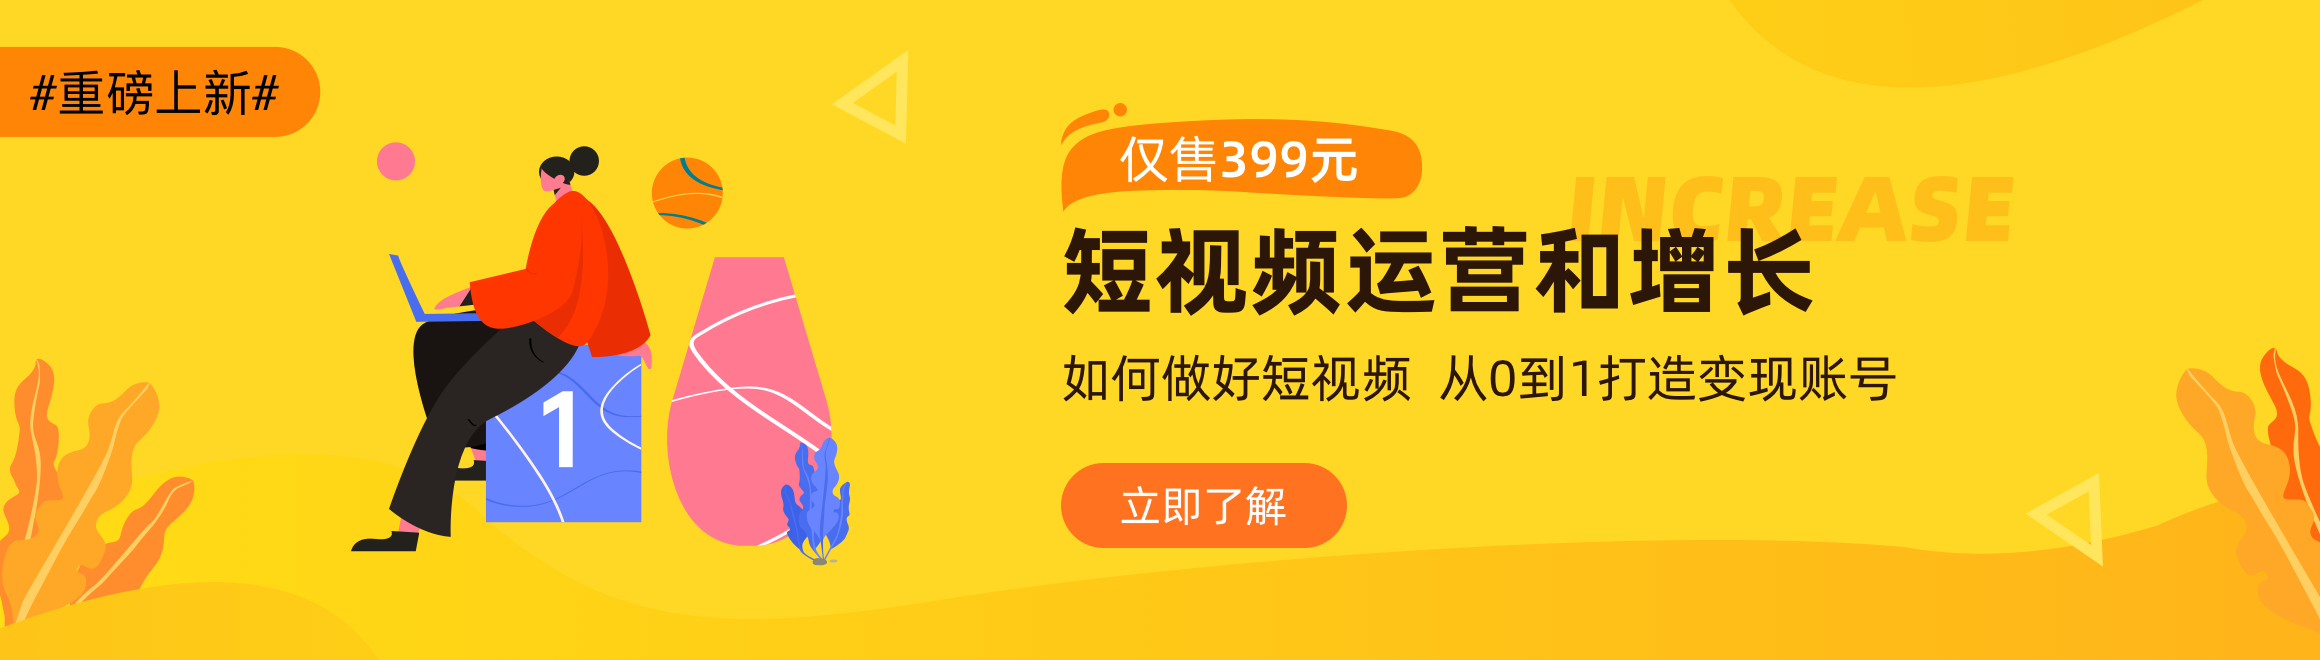 #重磅上新#
仅售399元
INCREASE
短视频运营和增长
如何做好短视频 从0到1打造变现账号
立即了解
1